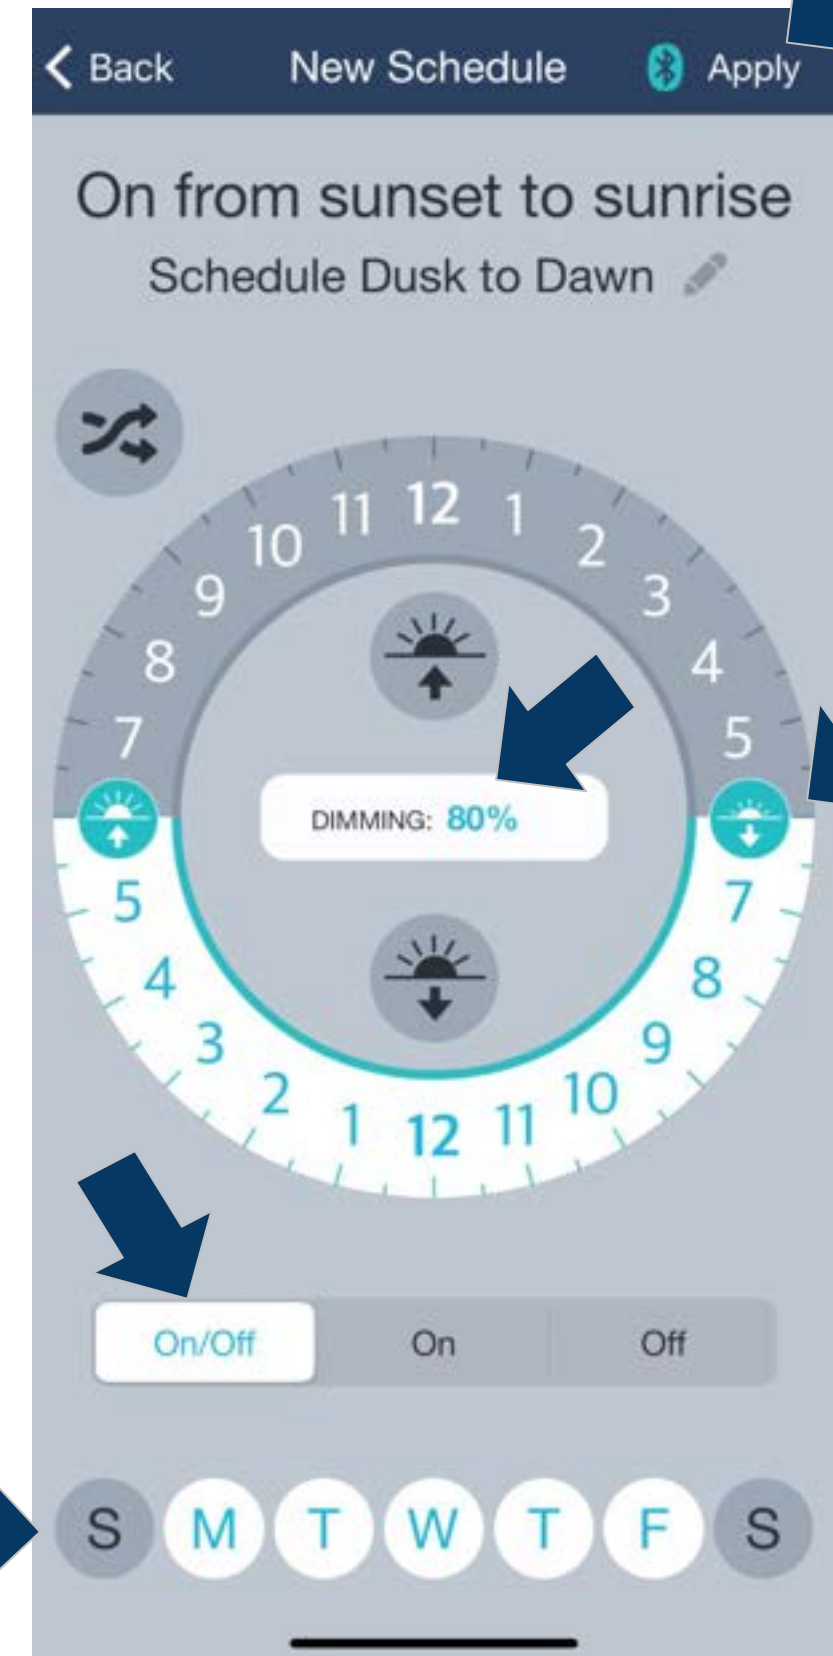 Back New Schedule Apply
On from sunset to sunrise
Schedule Dusk to Dawn
11 12 1
10 2
9 3
8 4
7 5
DIMMING: 80%
5 7
4 8
3 9
2 10
1 12 11
On/Off On Off
S M T W T F S